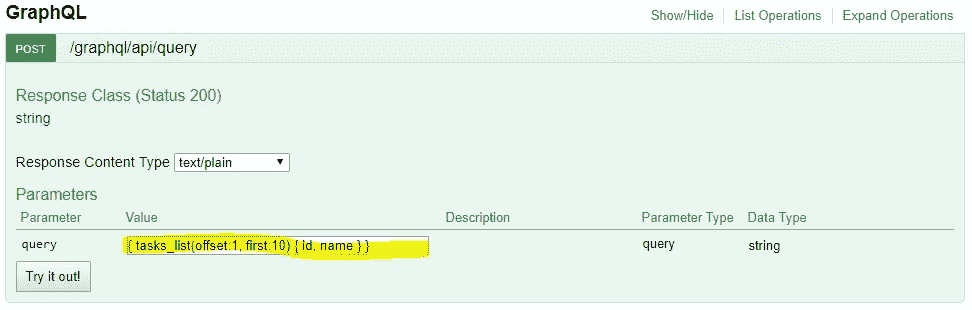 GraphQL
Show/Hide List Operations Expand Operations
POST /graphql/api/query
Response Class (Status 200)
string
Response Content Type text/plain
Parameters
Parameter Value Description Parameter Type Data Type
query { tasks_list(offset:1, first:10) { id, name } } query string
Try it out!